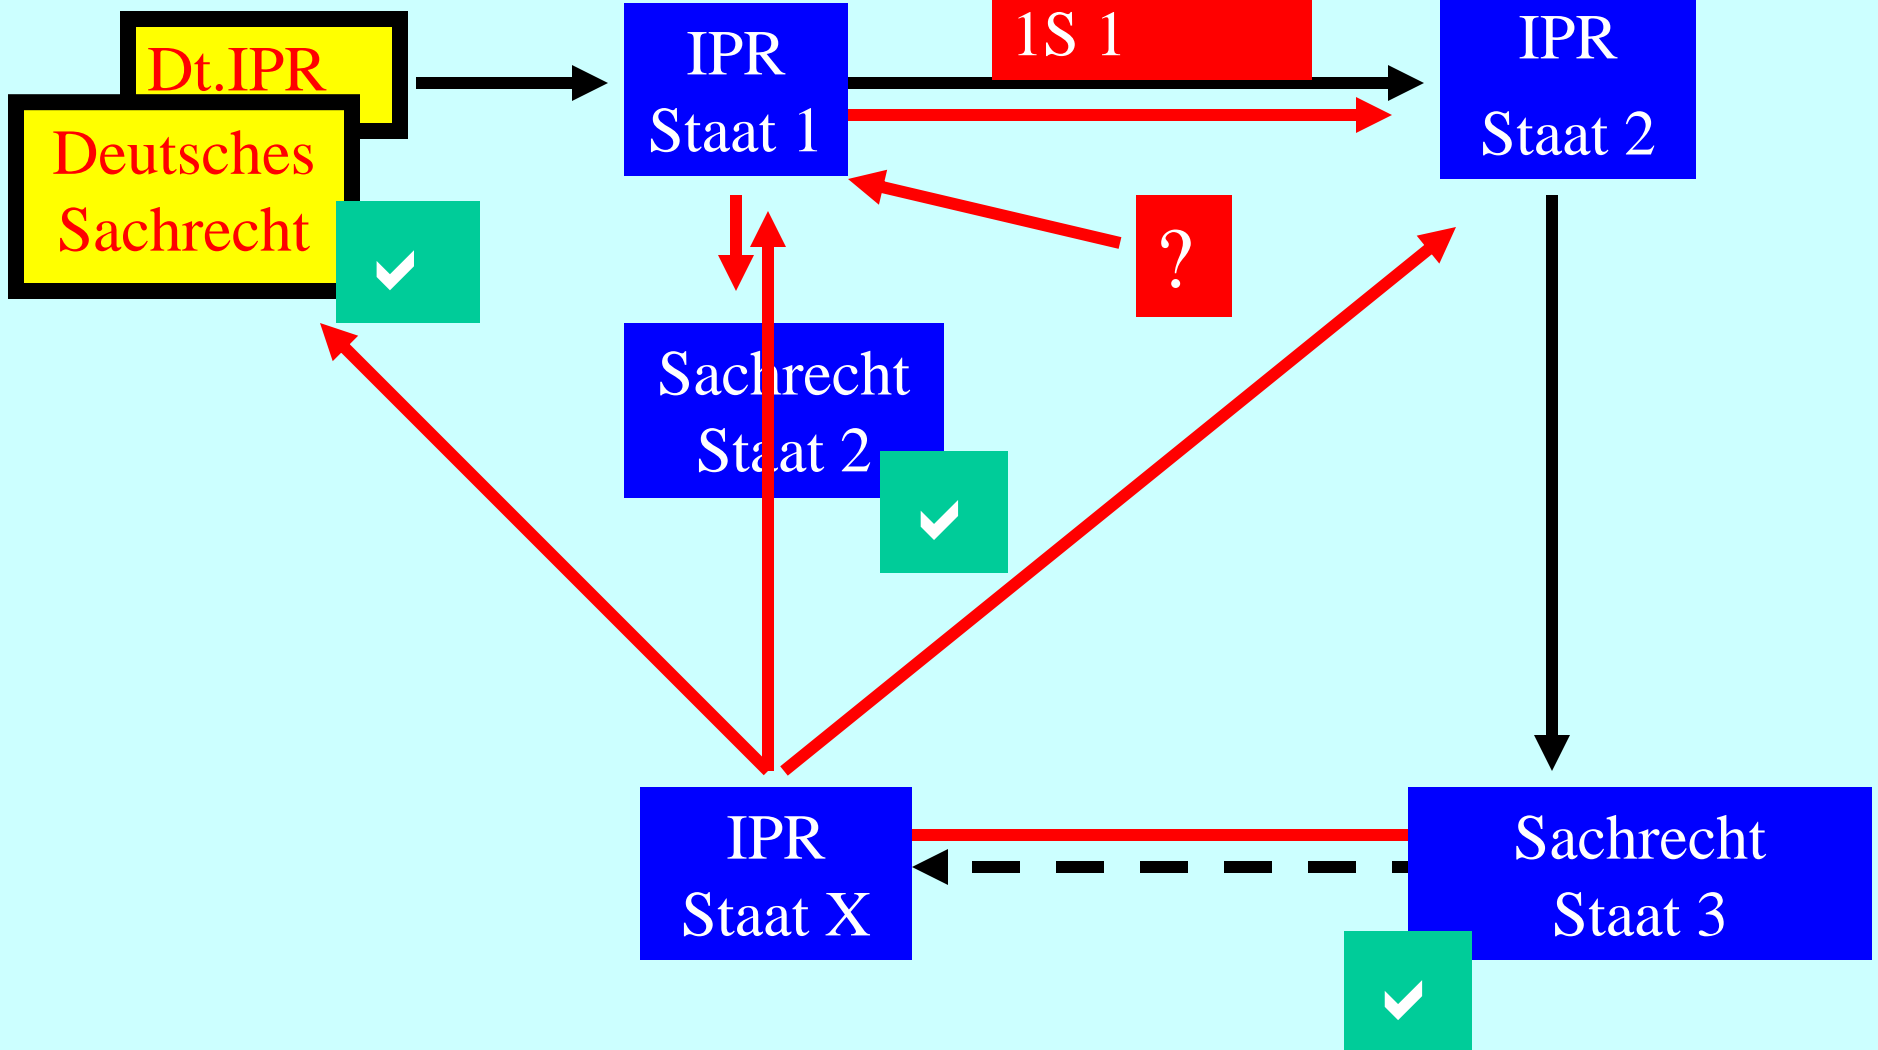 Dt.IPR
Deutsches
Sachrecht
IPR
Staat 1
1S 1
IPR
Staat 2
?
Sachrecht
Staat 2
IPR
Staat X
Sachrecht
Staat 3